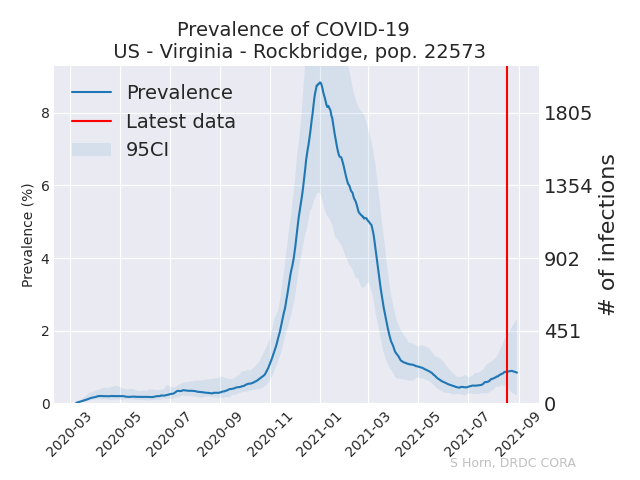 Prevalence of COVID-19
US - Virginia - Rockbridge, pop. 22573
Prevalence
Latest data
95CI
Prevalence (%)
8
6
4
2
0
1805
1354
902
451
0
# of infections
2020-03
2020-05
2020-07
2020-09
2020-11
2021-01
2021-03
2021-05
2021-07
2021-09
S Horn, DRDC CORA